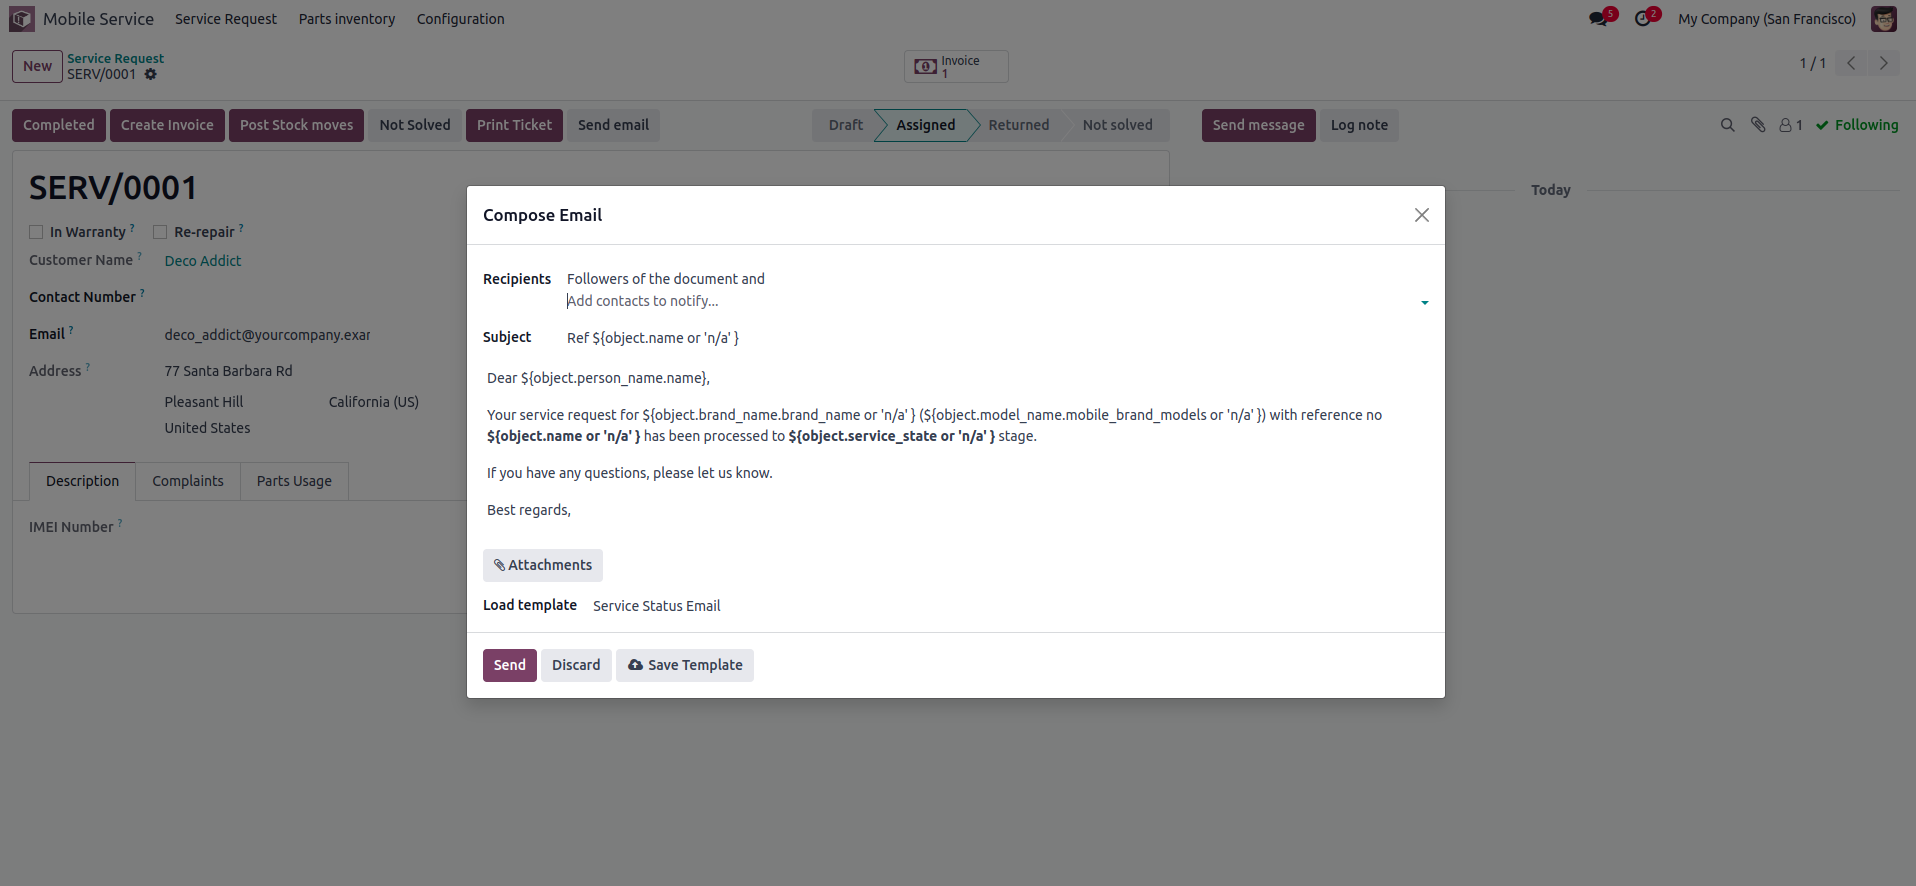 Mobile Service
Service Request
Parts inventory
Configuration
5
2
My Company (San Francisco)
New
Service Request
SERV/0001
Invoice
1
1 / 1
Completed
Create Invoice
Post Stock moves
Not Solved
Print Ticket
Send email
Draft
Assigned
Returned
Not solved
Send message
Log note
1
Following
SERV/0001
Today
In Warranty ?
Re-repair ?
Customer Name ?
Deco Addict
Contact Number ?
Email ?
deco_addict@yourcompany.exar
Address ?
77 Santa Barbara Rd
Pleasant Hill
California (US)
United States
Description
Complaints
Parts Usage
IMEI Number ?
Compose Email
Recipients
Followers of the document and
Add contacts to notify...
Subject
Ref ${object.name or 'n/a' }
Dear ${object.person_name.name},
Your service request for ${object.brand_name.brand_name or 'n/a' } (${object.model_name.mobile_brand_models or 'n/a' }) with reference no
${object.name or 'n/a' } has been processed to ${object.service_state or 'n/a' } stage.
If you have any questions, please let us know.
Best regards,
Attachments
Load template
Service Status Email
Send
Discard
Save Template